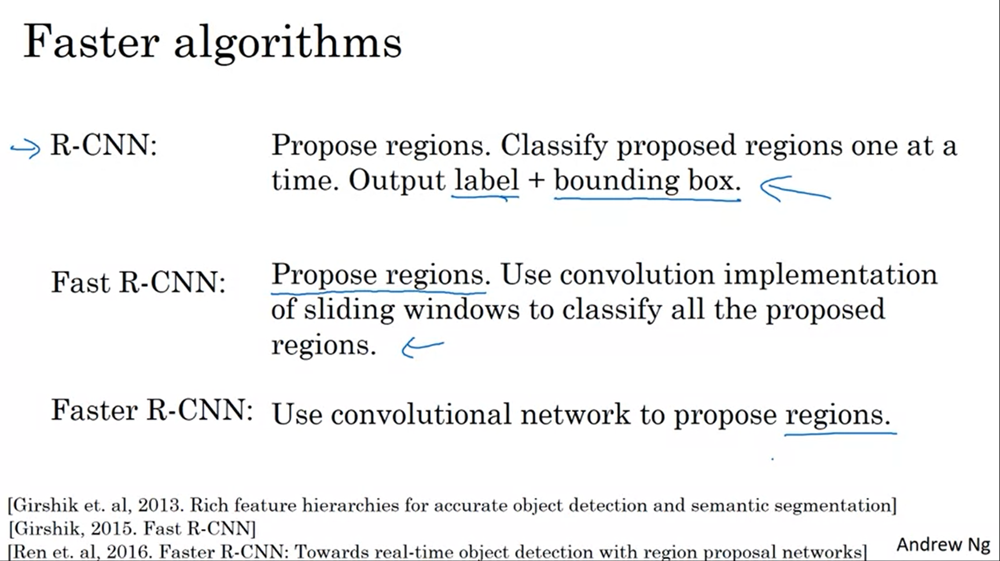 Faster algorithms
R-CNN: Propose regions. Classify proposed regions one at a
time. Output label + bounding box.
Fast R-CNN: Propose regions. Use convolution implementation
of sliding windows to classify all the proposed
regions.
Faster R-CNN: Use convolutional network to propose regions.
[Girshik et. al, 2013. Rich feature hierarchies for accurate object detection and semantic segmentation]
[Girshik, 2015. Fast R-CNN]
[Ren et. al, 2016. Faster R-CNN: Towards real-time object detection with region proposal networks]
Andrew Ng